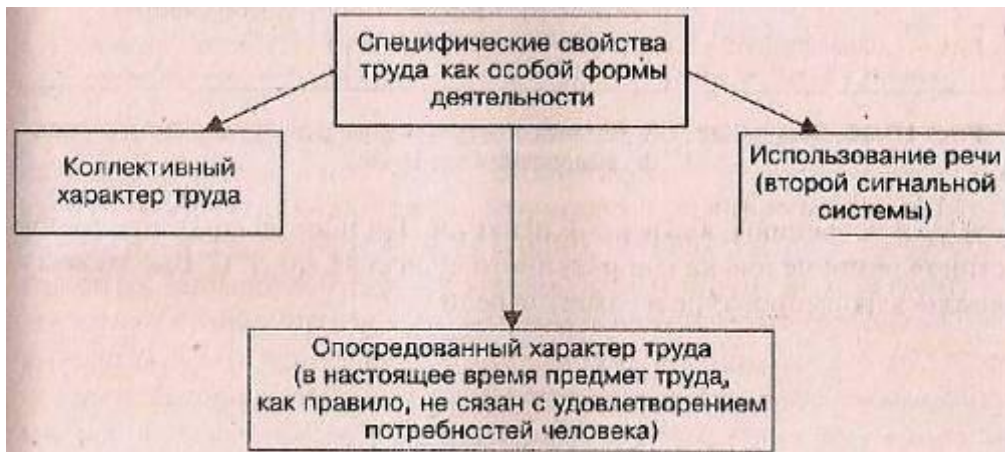 Специфические свойства
труда как особой формы
деятельности
Коллективный
характер труда
Использование речи
(второй сигнальной
системы)
Опосредованный характер труда
(в настоящее время предмет труда,
как правило, не сязан с удовлетворением
потребностей человека)